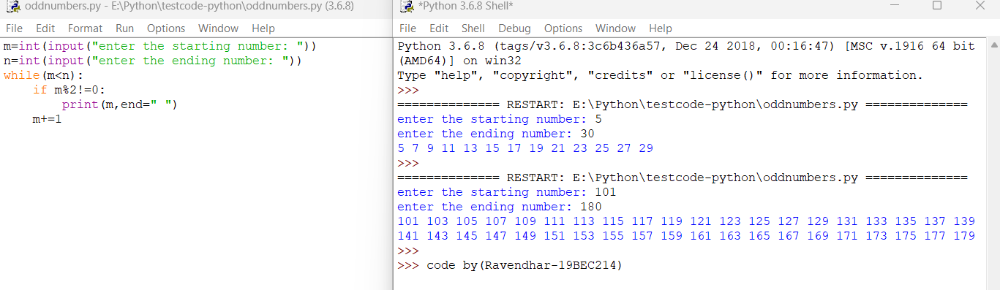 oddnumbers.py - E:\Python\testcode-python\oddnumbers.py (3.6.8)
File Edit Format Run Options Window Help
m=int(input("enter the starting number: "))
n=int(input("enter the ending number: "))
while(m<n):
    if m%2!=0:
        print(m,end=" ")
    m+=1
*Python 3.6.8 Shell*
File Edit Shell Debug Options Window Help
Python 3.6.8 (tags/v3.6.8:3c6b436a57, Dec 24 2018, 00:16:47) [MSC v.1916 64 bit
(AMD64)] on win32
Type "help", "copyright", "credits" or "license()" for more information.
>>>
============== RESTART: E:\Python\testcode-python\oddnumbers.py ==============
enter the starting number: 5
enter the ending number: 30
5 7 9 11 13 15 17 19 21 23 25 27 29
>>>
============== RESTART: E:\Python\testcode-python\oddnumbers.py ==============
enter the starting number: 101
enter the ending number: 180
101 103 105 107 109 111 113 115 117 119 121 123 125 127 129 131 133 135 137 139
141 143 145 147 149 151 153 155 157 159 161 163 165 167 169 171 173 175 177 179
>>>
>>> code by(Ravendhar-19BEC214)